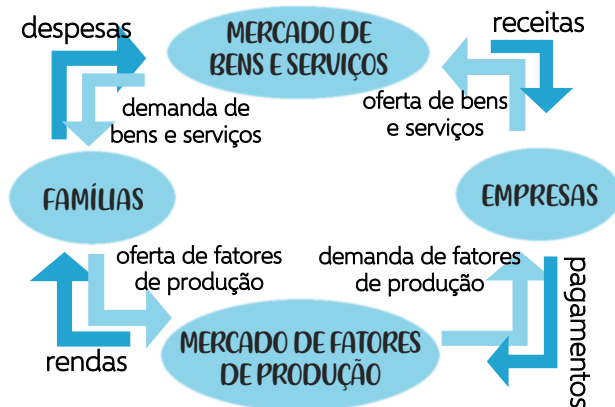 despesas
MERCADO DE
BENS E SERVIÇOS
receitas
demanda de
bens e serviços
oferta de bens
e serviços
FAMÍLIAS
EMPRESAS
oferta de fatores
de produção
demanda de fatores
de produção
pagamentos
rendas
MERCADO DE FATORES
DE PRODUÇÃO